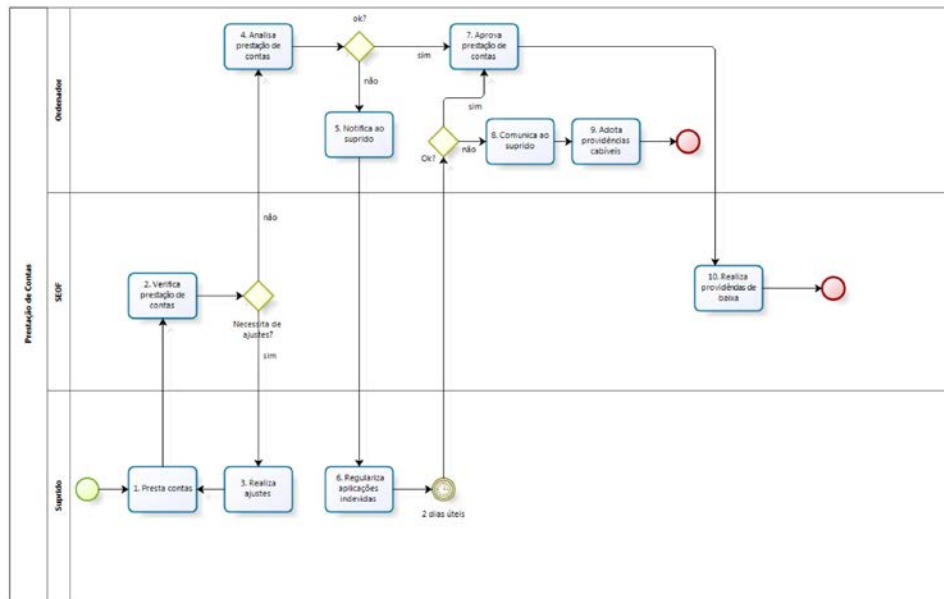 Prestação de Contas
Ordenador
4. Analisa
prestação de
contas
ok?
sim
não
7. Aprova
prestação de
contas
5. Notifica ao
suprido
Ok?
sim
não
8. Comunica ao
suprido
9. Adota
providências
cabíveis
SEOF
não
2. Verifica
prestação de
contas
Necessita de
ajustes?
sim
10. Realiza
providências de
baixa
Suprido
1. Presta contas
3. Realiza
ajustes
6. Regulariza
aplicações
indevidas
2 dias úteis